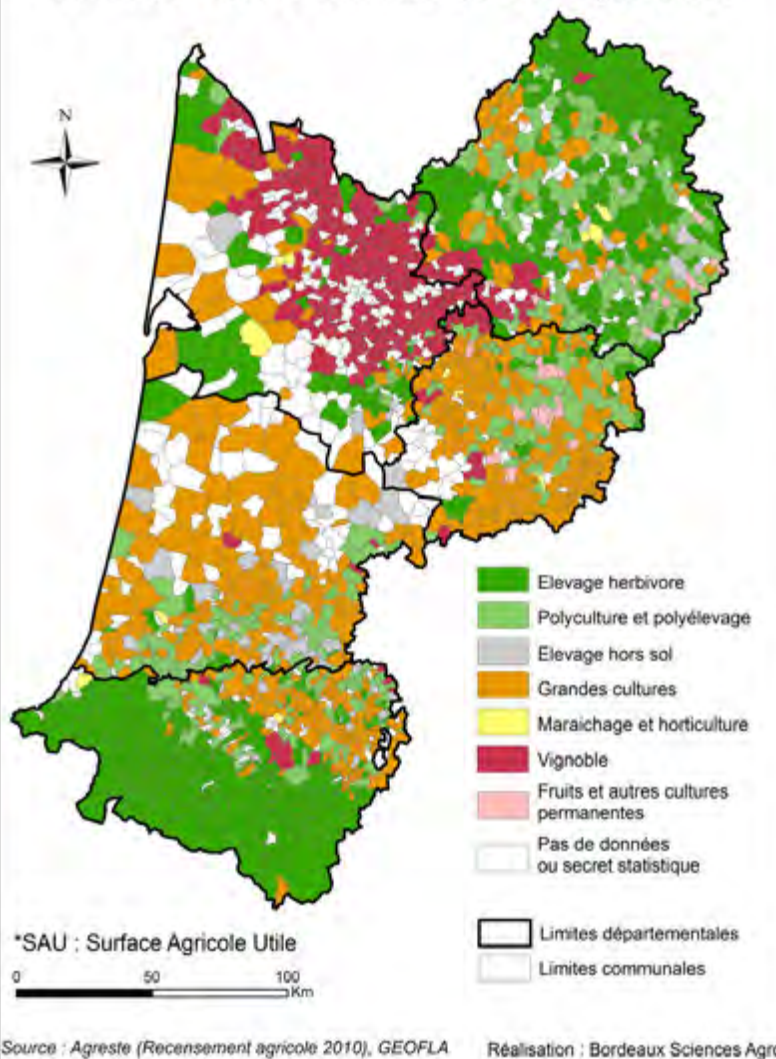 N
Elevage herbivore
Polyculture et polyélevage
Elevage hors sol
Grandes cultures
Maraichage et horticulture
Vignoble
Fruits et autres cultures
permanentes
Pas de données
ou secret statistique
Limites départementales
Limites communales
*SAU : Surface Agricole Utile
0 50 100
Km
Source : Agreste (Recensement agricole 2010), GEOFLA Réalisation : Bordeaux Sciences Agr